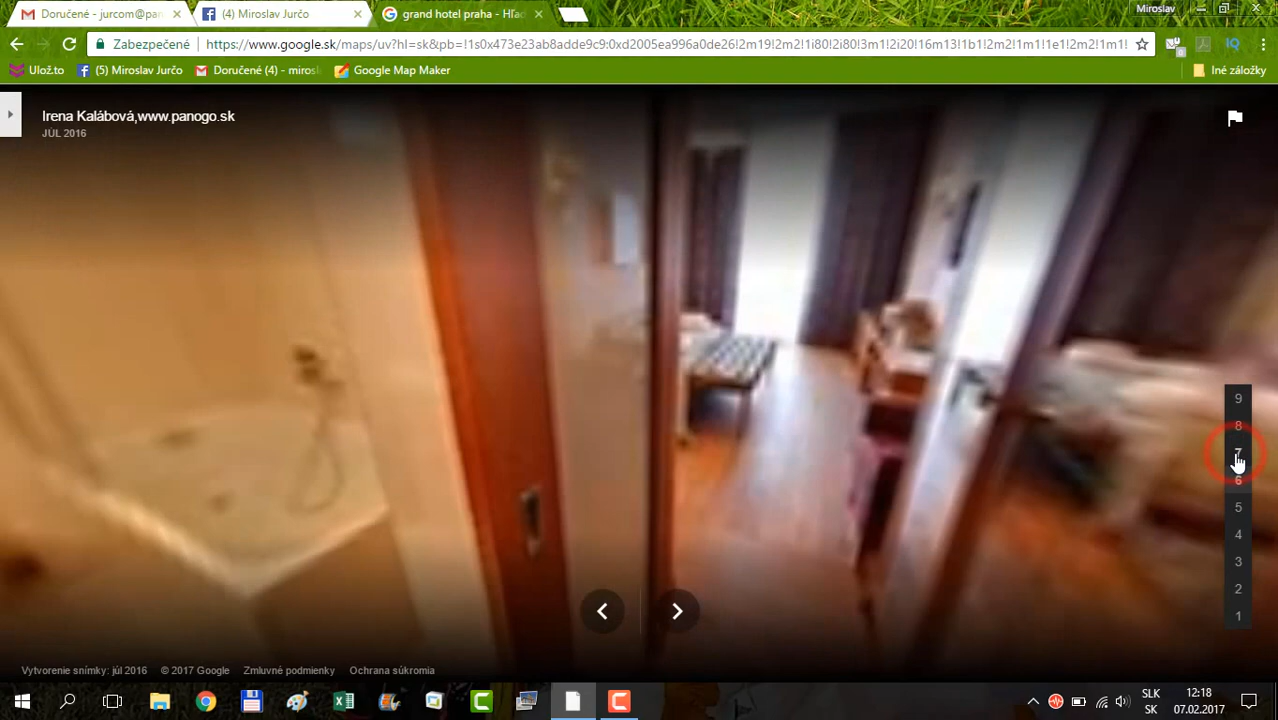 Doručené - jurcom@pan
(4) Miroslav Jurčo
grand hotel praha - Hľad
Miroslav
Zabezpečené
https://www.google.sk/maps/uv?hl=sk&pb=!1s0x473e23ab8adde9c9:0xd2005ea996a0de26!2m19!2m2!1i80!2i80!3m1!2i20!16m13!1b1!2m2!1m1!1e1!2m2!1m1!
Ulož.to
(5) Miroslav Jurčo
Doručené (4) - miros
Google Map Maker
Iné záložky
Irena Kalábová,www.panogo.sk
JÚL 2016
9
8
7
6
5
4
3
2
1
Vytvorenie snímky: júl 2016
© 2017 Google
Zmluvné podmienky
Ochrana súkromia
SLK
SK
12:18
07.02.2017